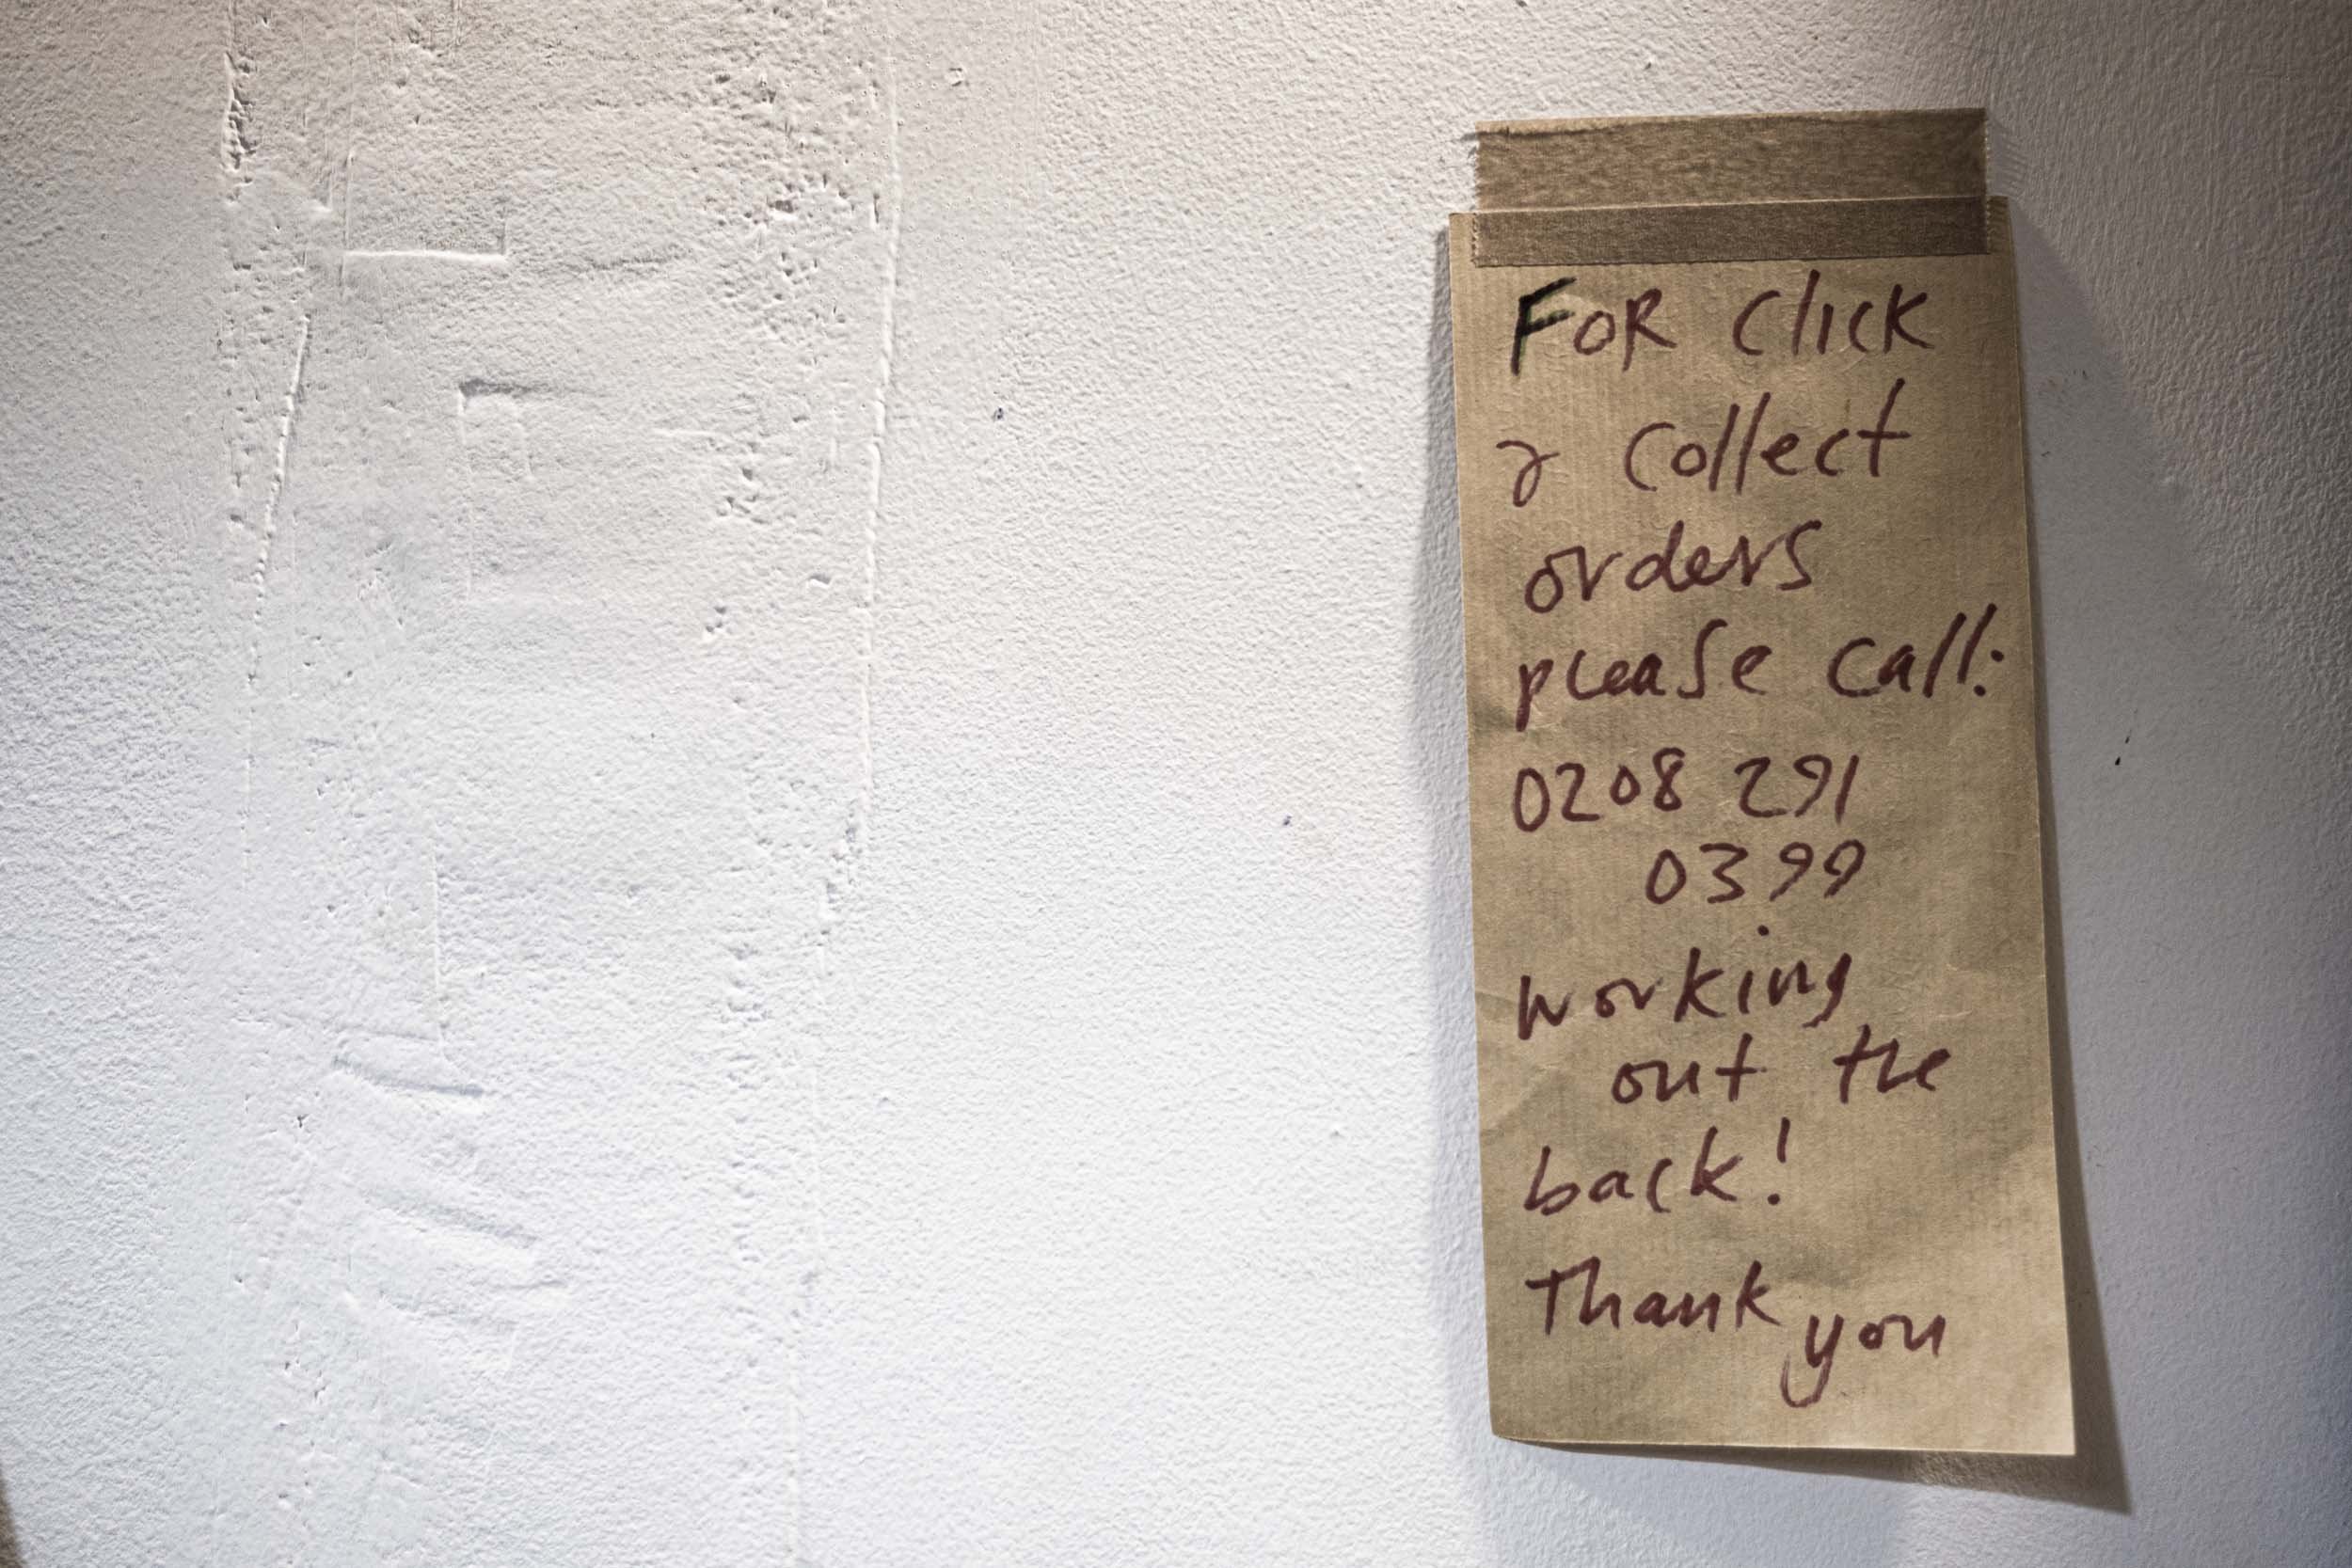 FOR Click
& Collect
orders
please call:
0208 291
0399
working
out the
back!
Thank you